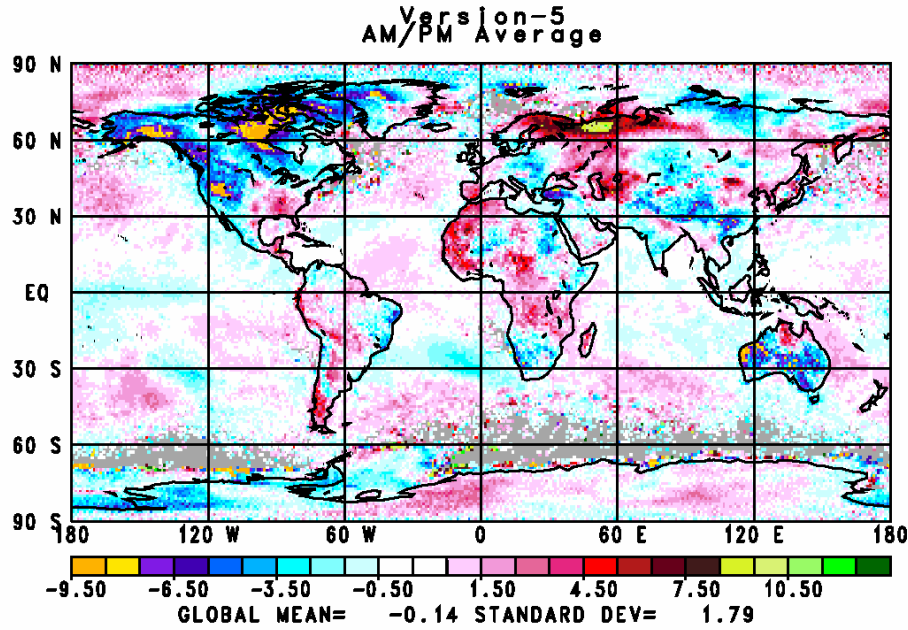 Version-5
AM/PM Average
90 N
60 N
30 N
EQ
30 S
60 S
90 S
180 120 W 60 W 0 60 E 120 E 180
-9.50 -6.50 -3.50 -0.50 1.50 4.50 7.50 10.50
GLOBAL MEAN= -0.14 STANDARD DEV= 1.79